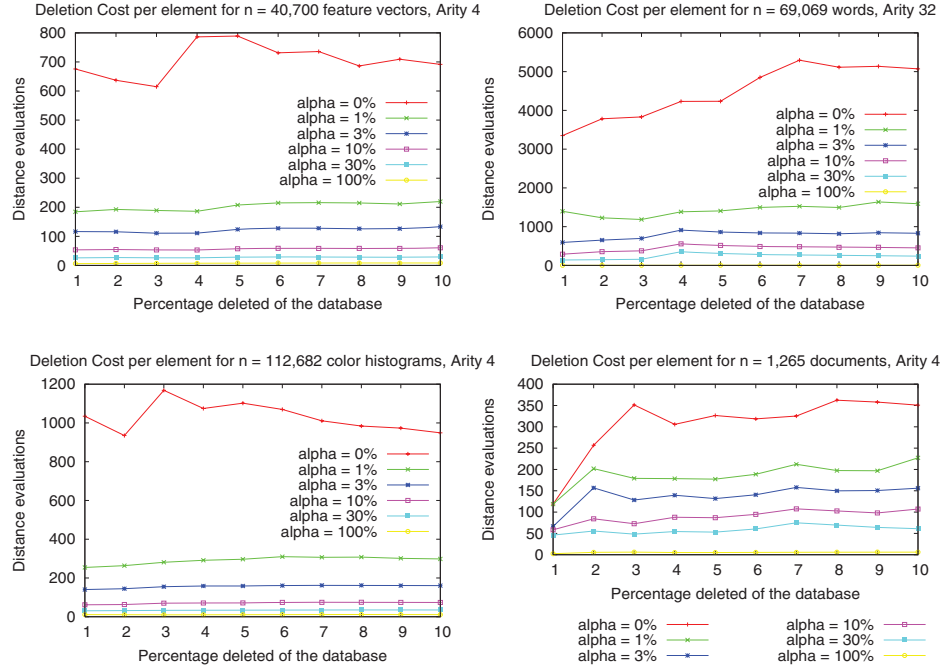 Deletion Cost per element for n = 40,700 feature vectors, Arity 4
800
700
600
500
400
300
200
100
0
Distance evaluations
alpha = 0%
alpha = 1%
alpha = 3%
alpha = 10%
alpha = 30%
alpha = 100%
1 2 3 4 5 6 7 8 9 10
Percentage deleted of the database
Deletion Cost per element for n = 69,069 words, Arity 32
6000
5000
4000
3000
2000
1000
0
Distance evaluations
alpha = 0%
alpha = 1%
alpha = 3%
alpha = 10%
alpha = 30%
alpha = 100%
1 2 3 4 5 6 7 8 9 10
Percentage deleted of the database
Deletion Cost per element for n = 112,682 color histograms, Arity 4
1200
1000
800
600
400
200
0
Distance evaluations
alpha = 0%
alpha = 1%
alpha = 3%
alpha = 10%
alpha = 30%
alpha = 100%
1 2 3 4 5 6 7 8 9 10
Percentage deleted of the database
Deletion Cost per element for n = 1,265 documents, Arity 4
400
350
300
250
200
150
100
50
0
Distance evaluations
1 2 3 4 5 6 7 8 9 10
Percentage deleted of the database
alpha = 0%
alpha = 1%
alpha = 3%
alpha = 10%
alpha = 30%
alpha = 100%